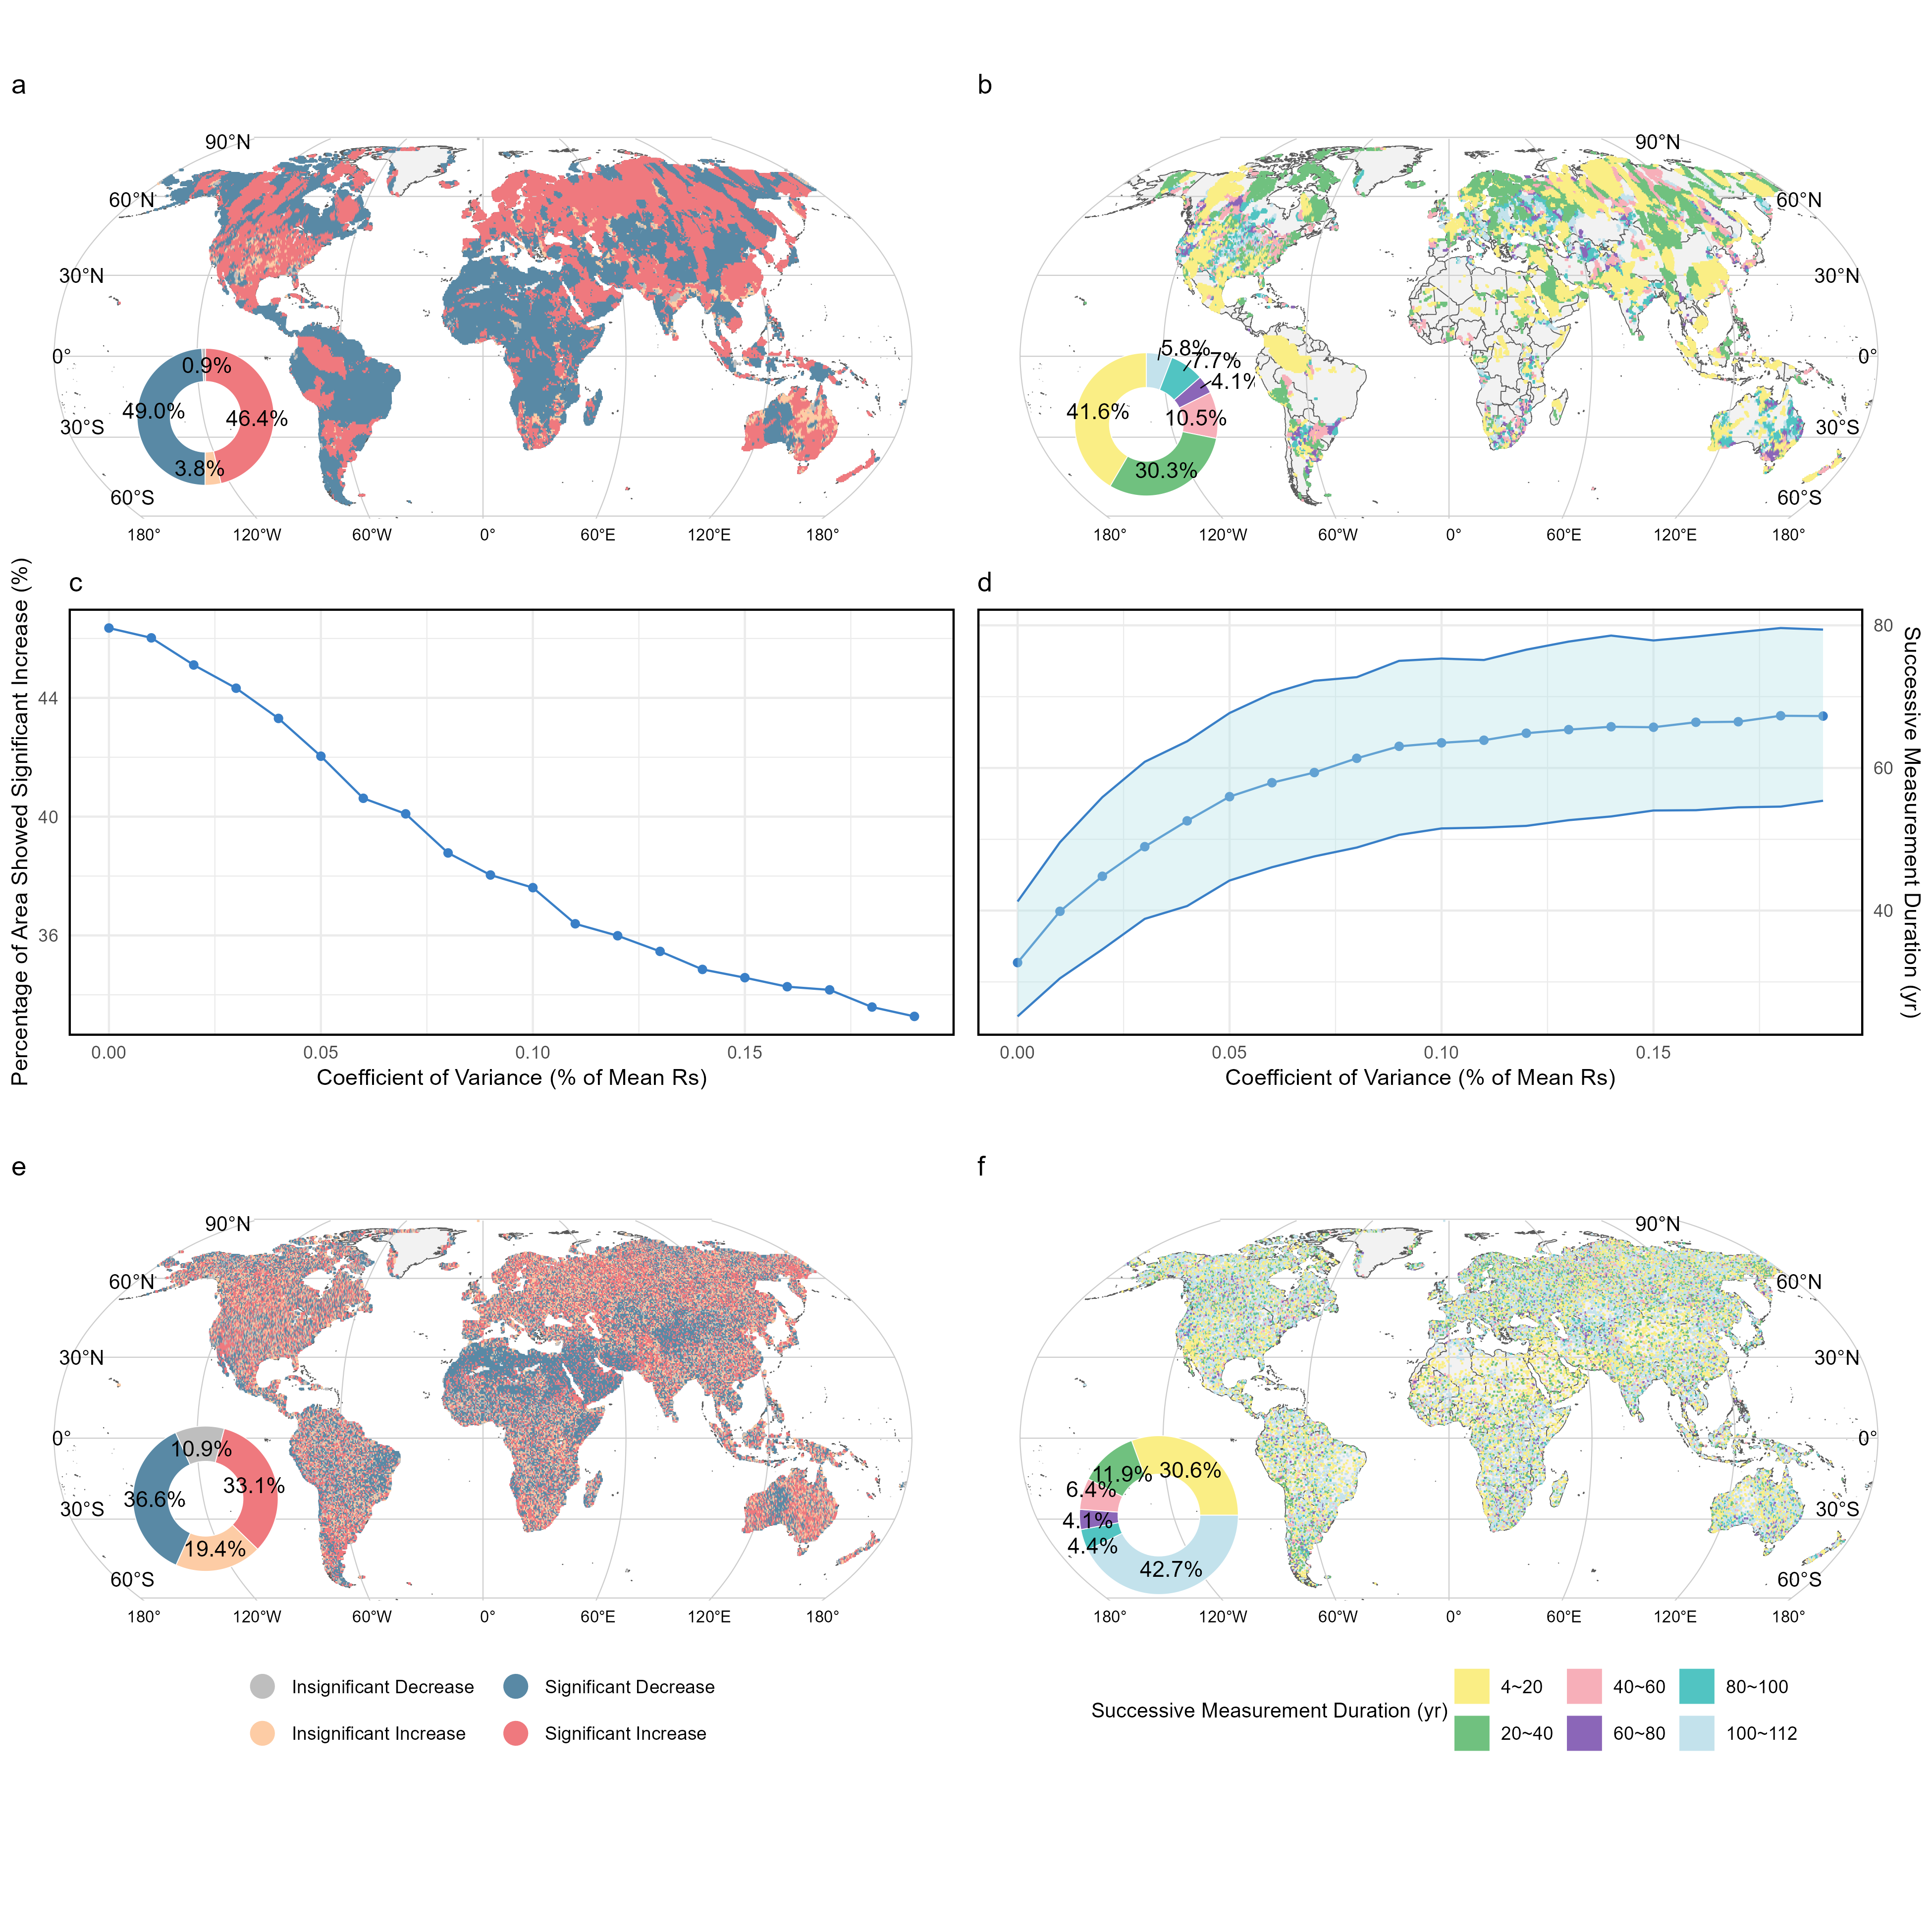 a
b
90°N
60°N
30°N
0°
30°S
60°S
0.9%
49.0%
46.4%
3.8%
180°
120°W
60°W
0°
60°E
120°E
180°
90°N
60°N
30°N
0°
30°S
60°S
5.8%
7.7%
4.1%
41.6%
10.5%
30.3%
180°
120°W
60°W
0°
60°E
120°E
180°
c
Percentage of Area Showed Significant Increase (%)
44
40
36
0.00
0.05
0.10
0.15
Coefficient of Variance (% of Mean Rs)
d
80
60
40
Successive Measurement Duration (yr)
0.00
0.05
0.10
0.15
Coefficient of Variance (% of Mean Rs)
e
90°N
60°N
30°N
0°
30°S
60°S
10.9%
33.1%
36.6%
19.4%
180°
120°W
60°W
0°
60°E
120°E
180°
f
90°N
60°N
30°N
0°
30°S
60°S
11.9%
30.6%
6.4%
4.1%
4.4%
42.7%
180°
120°W
60°W
0°
60°E
120°E
180°
Insignificant Decrease
Significant Decrease
Insignificant Increase
Significant Increase
Successive Measurement Duration (yr)
4~20
40~60
80~100
20~40
60~80
100~112